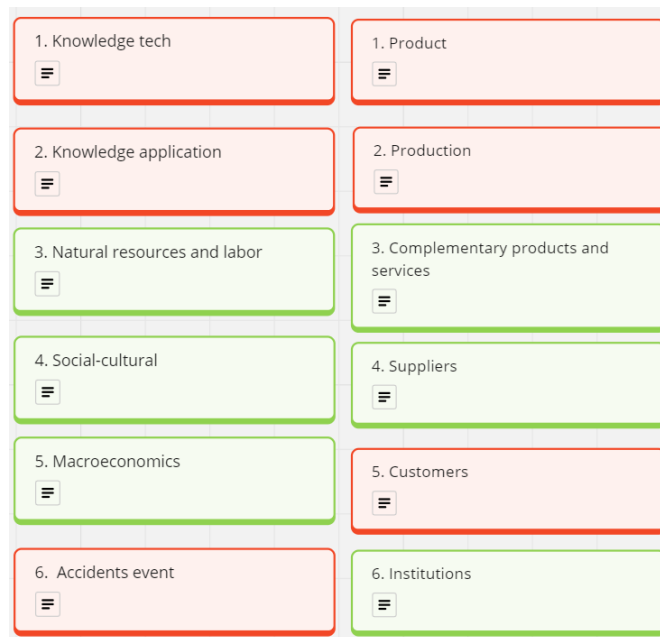 1. Knowledge tech
2. Knowledge application
3. Natural resources and labor
4. Social-cultural
5. Macroeconomics
6. Accidents event
1. Product
2. Production
3. Complementary products and
services
4. Suppliers
5. Customers
6. Institutions